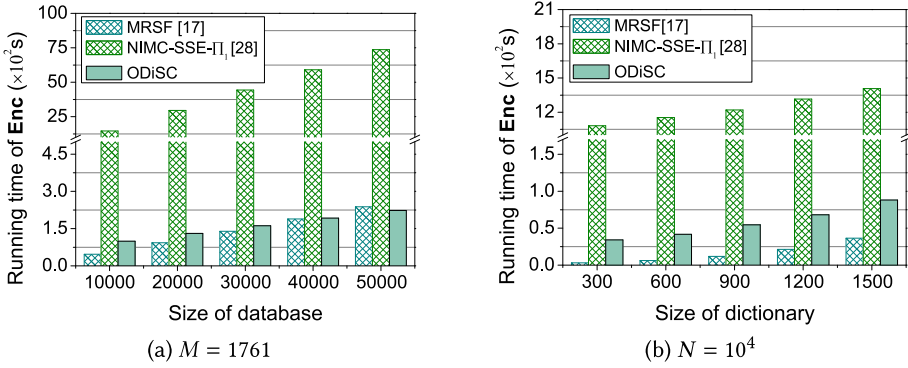 Running time of Enc (×10²s)
100
75
50
25
4.5
3.0
1.5
0.0
MRSF [17]
NIMC-SSE-Π₁ [28]
ODiSC
10000 20000 30000 40000 50000
Size of database
(a) M = 1761
Running time of Enc (×10²s)
21
18
15
12
1.5
1.0
0.5
0.0
MRSF [17]
NIMC-SSE-Π₁ [28]
ODiSC
300 600 900 1200 1500
Size of dictionary
(b) N = 10⁴